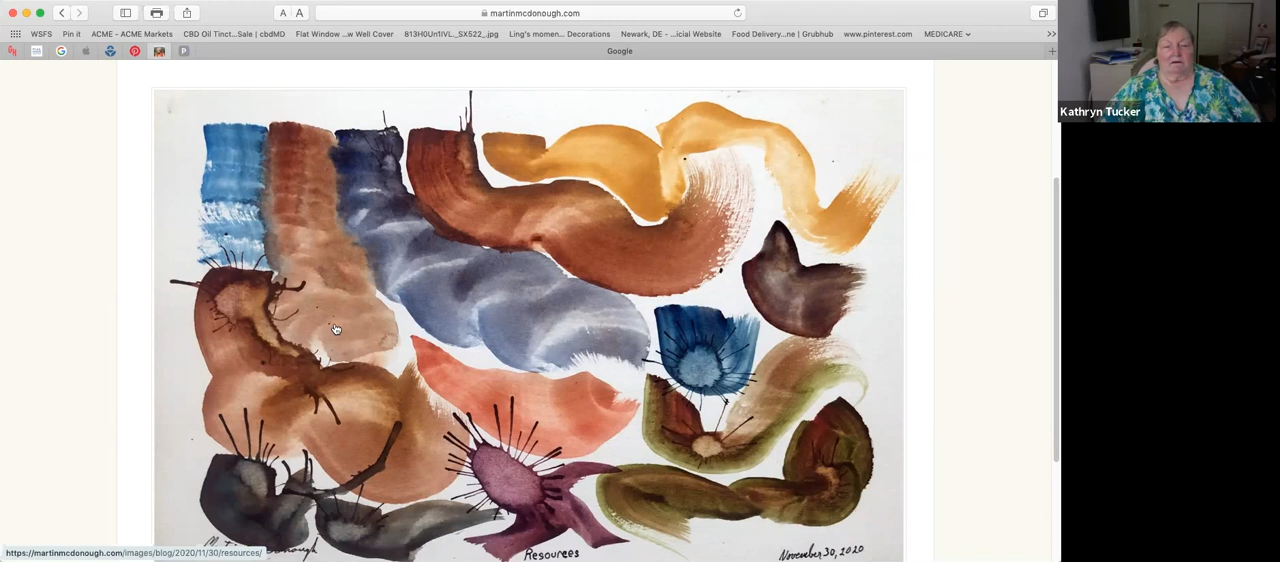 martinmcdonough.com
WSFS Pin it ACME - ACME Markets CBD Oil Tinct...Sale | cbdMD Flat Window ...w Well Cover 813H0Un1IVL._SX522_.jpg Ling's momen... Decorations Newark, DE - ...icial Website Food Delivery...ne | Grubhub www.pinterest.com MEDICARE
Google
Kathryn Tucker
https://martinmcdonough.com/images/blog/2020/11/30/resources/
Resources
November 30, 2020